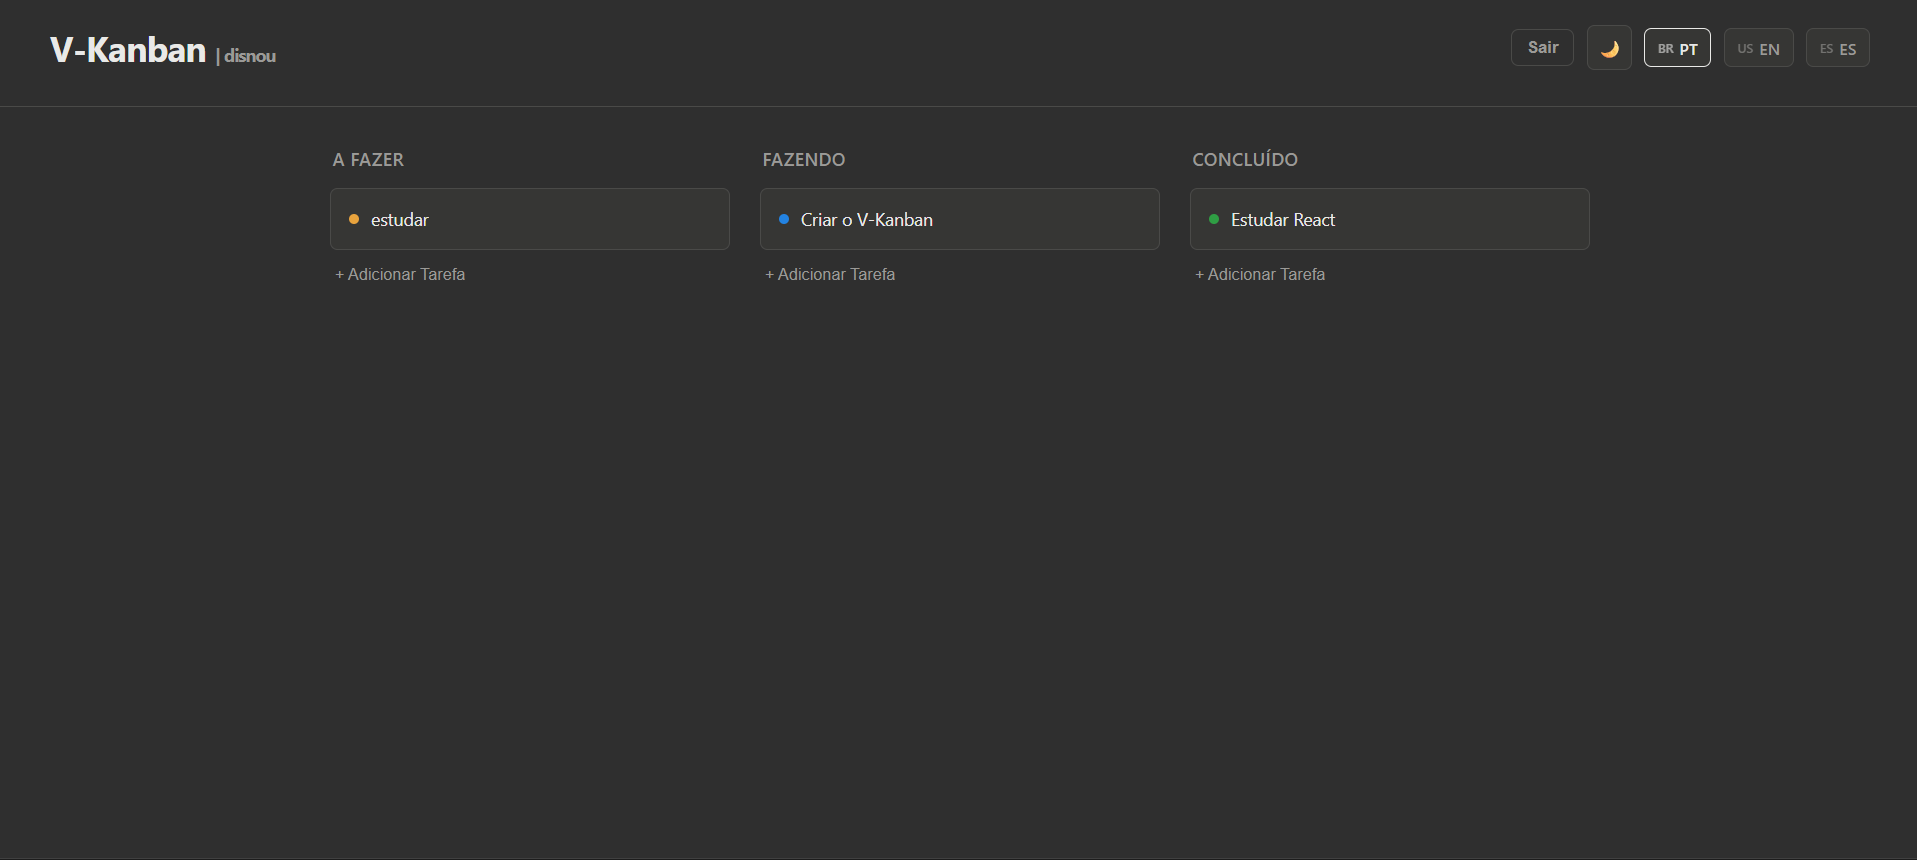 V-Kanban | disnou
Sair
BR PT
US EN
ES ES
A FAZER
estudar
+ Adicionar Tarefa
FAZENDO
Criar o V-Kanban
+ Adicionar Tarefa
CONCLUÍDO
Estudar React
+ Adicionar Tarefa